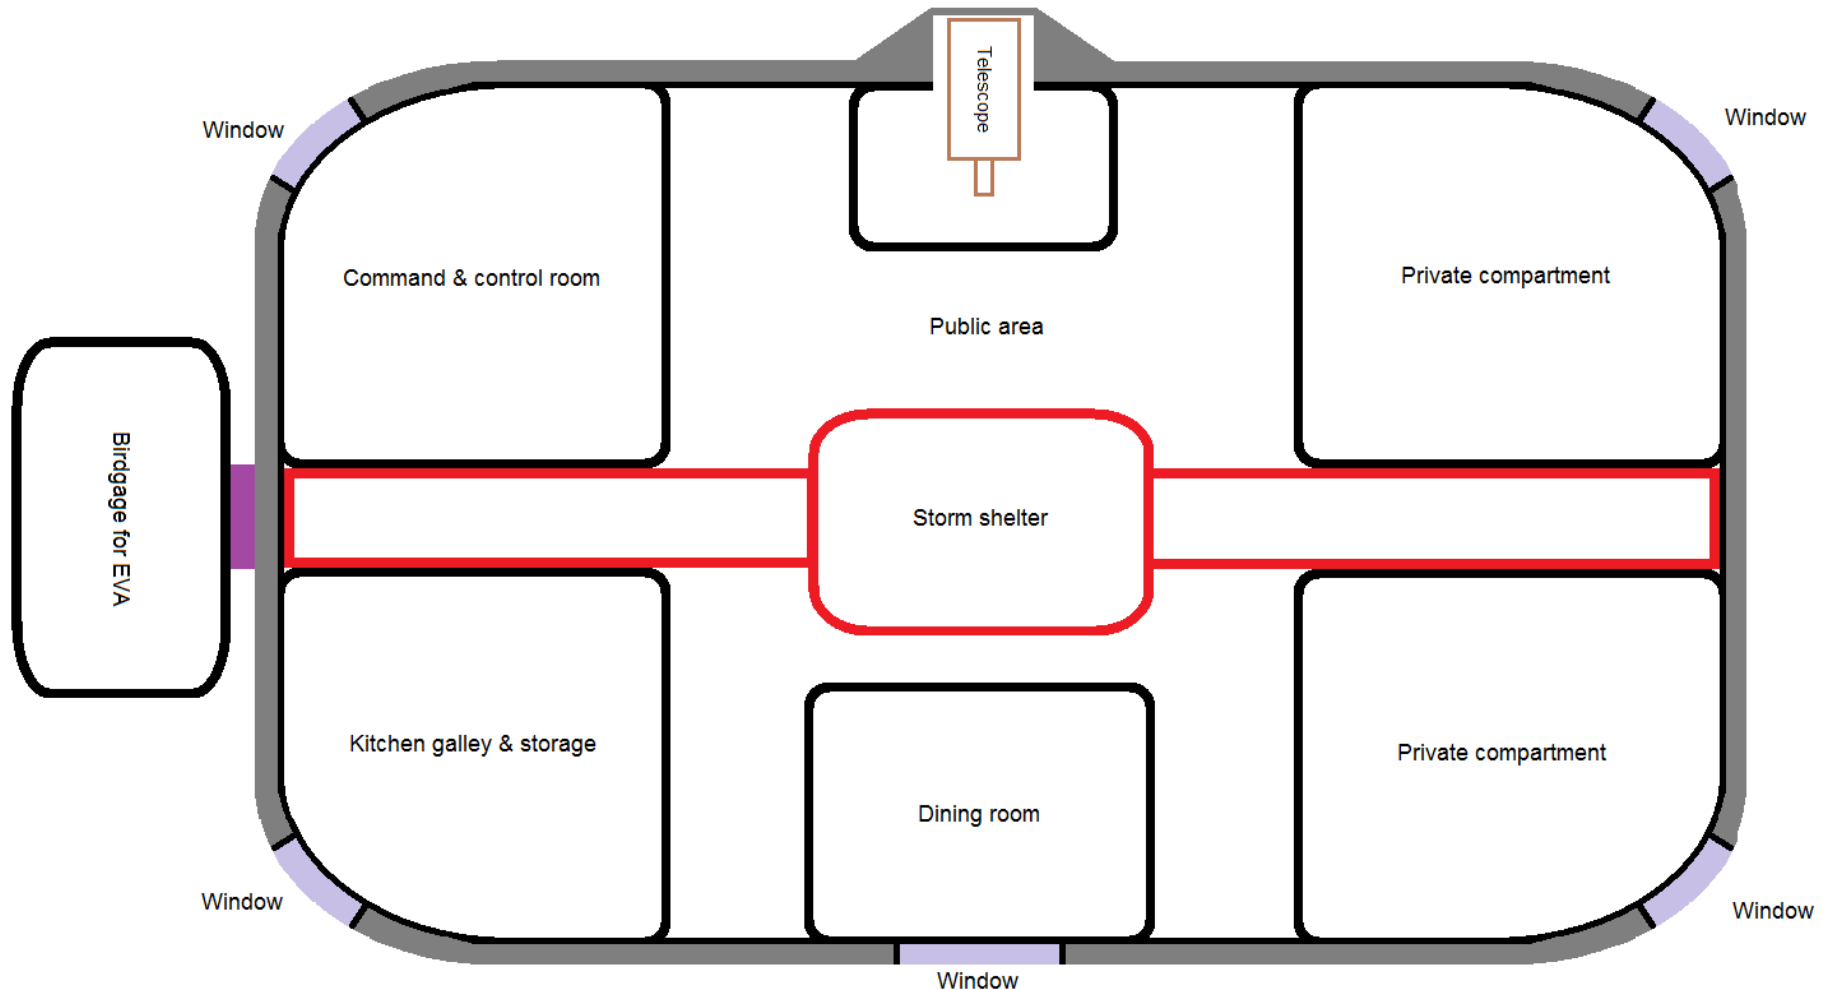 Telescope
Window
Window
Command & control room
Private compartment
Public area
Birdgage for EVA
Storm shelter
Kitchen galley & storage
Private compartment
Dining room
Window
Window
Window